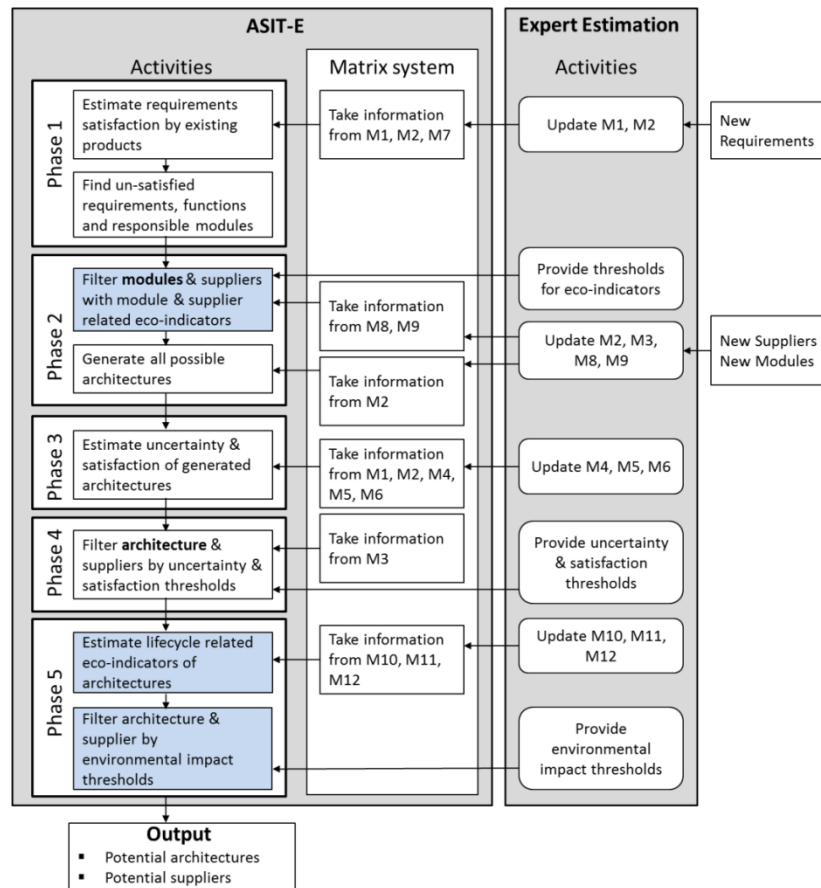 ASIT-E
Expert Estimation
Activities
Matrix system
Activities
Phase 1
Estimate requirements
satisfaction by existing
products
Take information
from M1, M2, M7
Update M1, M2
New
Requirements
Find un-satisfied
requirements, functions
and responsible modules
Phase 2
Filter modules & suppliers
with module & supplier
related eco-indicators
Provide thresholds
for eco-indicators
Take information
from M8, M9
Update M2, M3,
M8, M9
New Suppliers
New Modules
Generate all possible
architectures
Take information
from M2
Phase 3
Estimate uncertainty &
satisfaction of generated
architectures
Take information
from M1, M2, M4,
M5, M6
Update M4, M5, M6
Phase 4
Filter architecture &
suppliers by uncertainty &
satisfaction thresholds
Take information
from M3
Provide uncertainty
& satisfaction
thresholds
Phase 5
Estimate lifecycle related
eco-indicators of
architectures
Take information
from M10, M11,
M12
Update M10, M11,
M12
Filter architecture &
supplier by
environmental impact
thresholds
Provide
environmental
impact thresholds
Output
▪ Potential architectures
▪ Potential suppliers